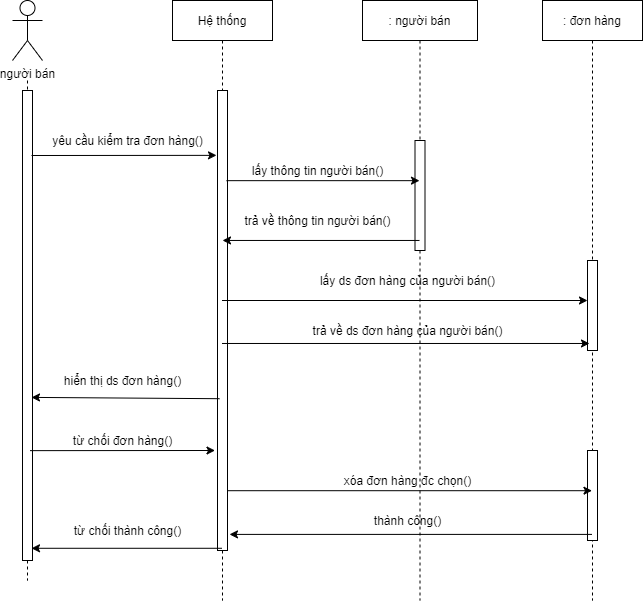 Hệ thống
: người bán
: đơn hàng
người bán
yêu cầu kiểm tra đơn hàng()
lấy thông tin người bán()
trả về thông tin người bán()
lấy ds đơn hàng của người bán()
trả về ds đơn hàng của người bán()
hiển thị ds đơn hàng()
từ chối đơn hàng()
xóa đơn hàng đc chọn()
thành công()
từ chối thành công()